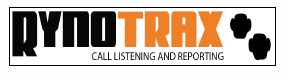 RYNOTRAX
CALL LISTENING AND REPORTING